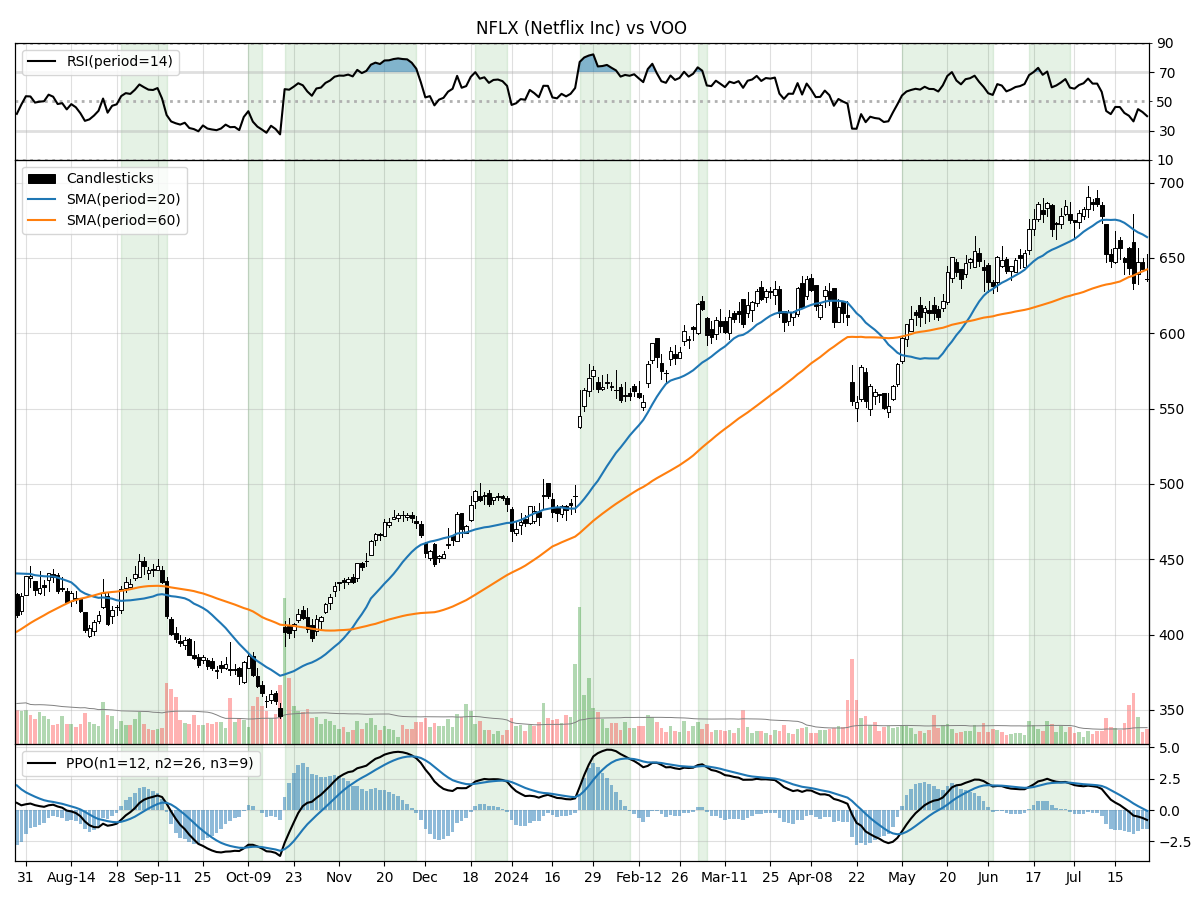 NFLX (Netflix Inc) vs VOO
RSI(period=14)
90
70
50
30
10
Candlesticks
SMA(period=20)
SMA(period=60)
700
650
600
550
500
450
400
350
PPO(n1=12, n2=26, n3=9)
5.0
2.5
0.0
−2.5
31 Aug-14 28 Sep-11 25 Oct-09 23 Nov 20 Dec 18 2024 16 29 Feb-12 26 Mar-11 25 Apr-08 22 May 20 Jun 17 Jul 15